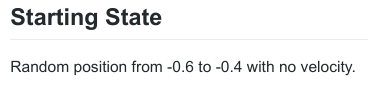 Starting State
Random position from -0.6 to -0.4 with no velocity.